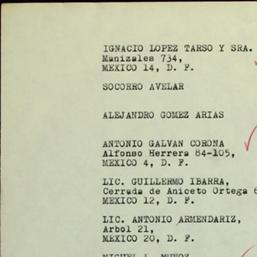 IGNACIO LOPEZ TARSO Y SRA.
Manizales 734,
MEXICO 14, D. F.
SOCORRO AVELAR
ALEJANDRO GOMEZ ARIAS
ANTONIO GALVAN CORONA
Alfonso Herrera 84-105,
MEXICO 4, D. F.
LIC. GUILLERMO IBARRA,
Cerrada de Aniceto Ortega
MEXICO 12, D. F.
LIC. ANTONIO ARMENDARIZ,
Arbol 21,
MEXICO 20, D. F.
MIGUEL L. MUÑOZ